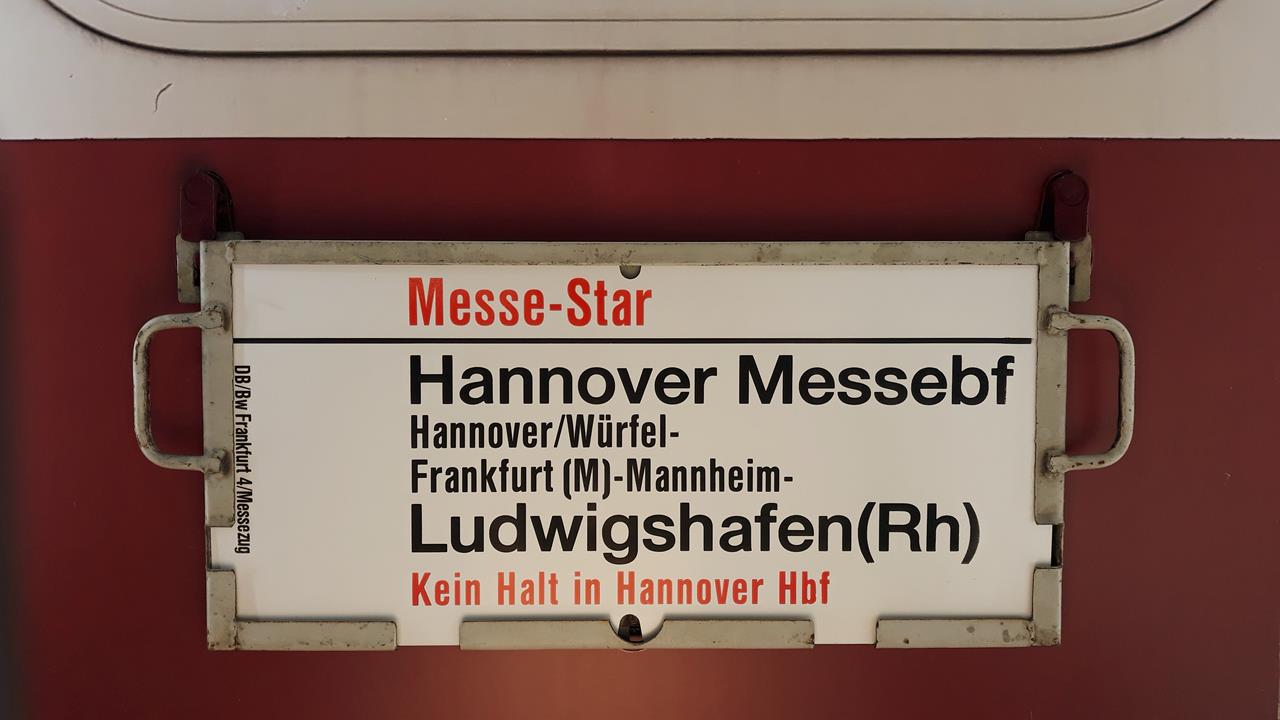 Messe-Star
Hannover Messebf
Hannover/Würfel-
Frankfurt (M)-Mannheim-
Ludwigshafen(Rh)
Kein Halt in Hannover Hbf
DB/Bw Frankfurt 4/Messezug